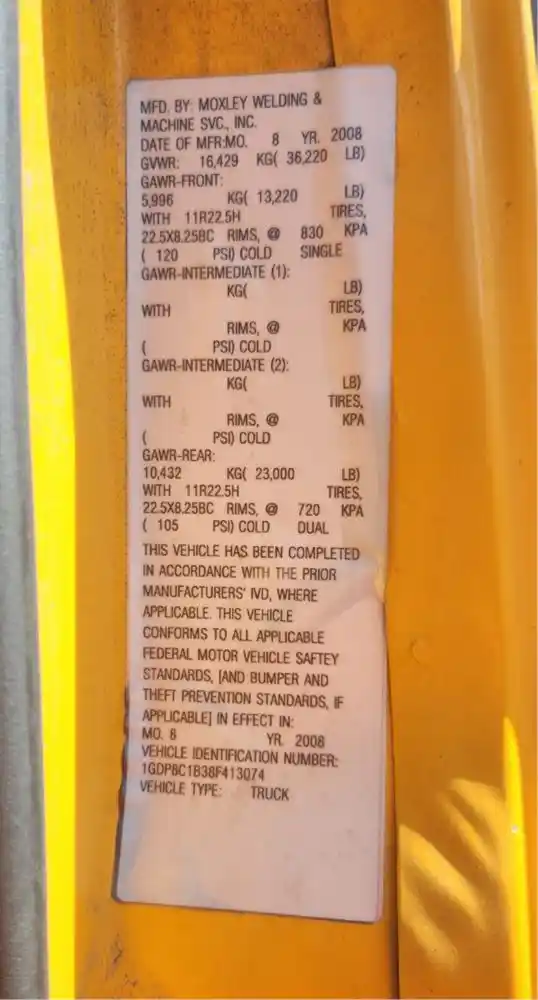 MFD. BY: MOXLEY WELDING &
MACHINE SVC., INC.
DATE OF MFR:MO. 8 YR. 2008
GVWR: 16,429 KG( 36,220 LB)
GAWR-FRONT:
5,996 KG( 13,220 LB)
WITH 11R22.5H TIRES,
22.5X8.25BC RIMS, @ 830 KPA
( 120 PSI) COLD SINGLE
GAWR-INTERMEDIATE (1):
KG( LB)
WITH TIRES,
RIMS, @ KPA
( PSI) COLD
GAWR-INTERMEDIATE (2):
KG( LB)
WITH TIRES,
RIMS, @ KPA
( PSI) COLD
GAWR-REAR:
10,432 KG( 23,000 LB)
WITH 11R22.5H TIRES,
22.5X8.25BC RIMS, @ 720 KPA
( 105 PSI) COLD DUAL
THIS VEHICLE HAS BEEN COMPLETED
IN ACCORDANCE WITH THE PRIOR
MANUFACTURERS' IVD, WHERE
APPLICABLE. THIS VEHICLE
CONFORMS TO ALL APPLICABLE
FEDERAL MOTOR VEHICLE SAFTEY
STANDARDS, [AND BUMPER AND
THEFT PREVENTION STANDARDS, IF
APPLICABLE] IN EFFECT IN:
MO. 8 YR. 2008
VEHICLE IDENTIFICATION NUMBER:
1GDP8C1B38F413074
VEHICLE TYPE: TRUCK